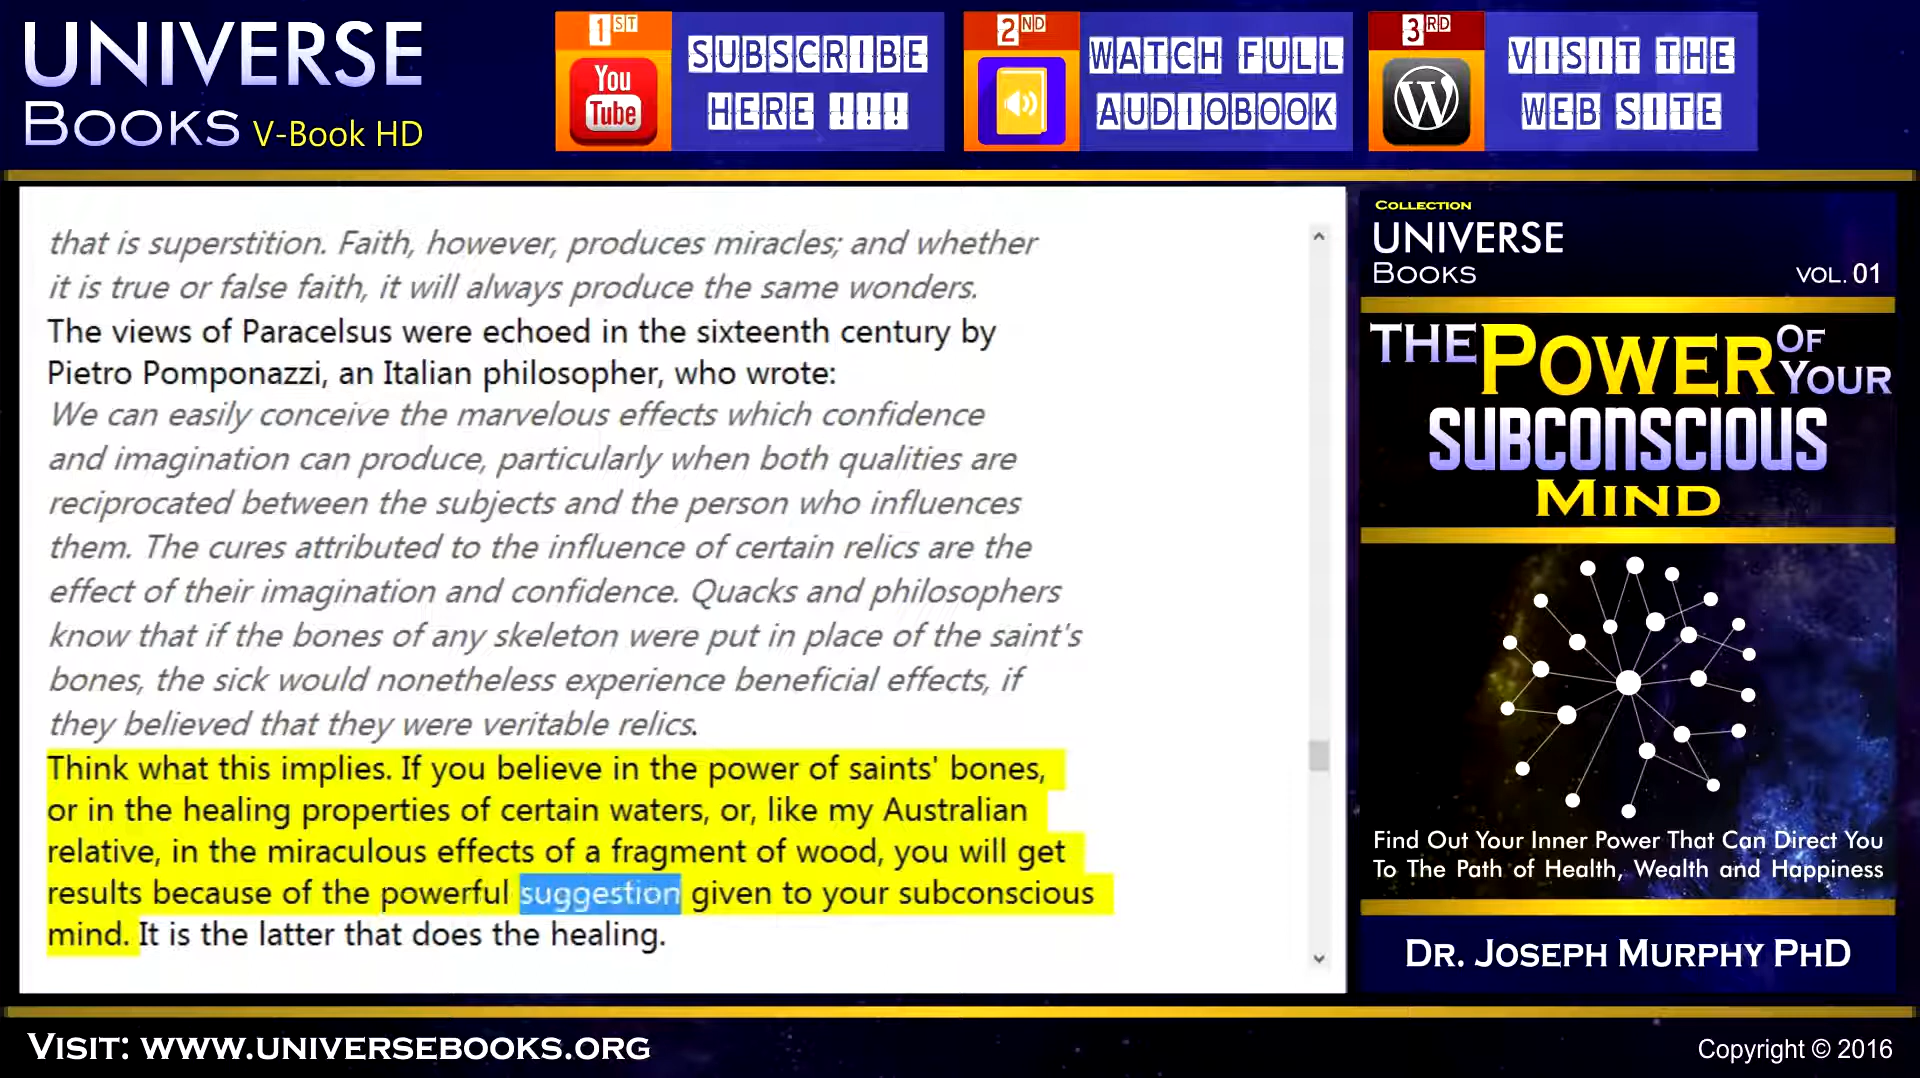 UNIVERSE
BOOKS V-Book HD
1ST
You
Tube
SUBSCRIBE
HERE !!!
2ND
WATCH FULL
AUDIOBOOK
3RD
W
VISIT THE
WEB SITE
that is superstition. Faith, however, produces miracles; and whether
it is true or false faith, it will always produce the same wonders.
The views of Paracelsus were echoed in the sixteenth century by
Pietro Pomponazzi, an Italian philosopher, who wrote:
We can easily conceive the marvelous effects which confidence
and imagination can produce, particularly when both qualities are
reciprocated between the subjects and the person who influences
them. The cures attributed to the influence of certain relics are the
effect of their imagination and confidence. Quacks and philosophers
know that if the bones of any skeleton were put in place of the saint's
bones, the sick would nonetheless experience beneficial effects, if
they believed that they were veritable relics.
Think what this implies. If you believe in the power of saints' bones,
or in the healing properties of certain waters, or, like my Australian
relative, in the miraculous effects of a fragment of wood, you will get
results because of the powerful suggestion given to your subconscious
mind. It is the latter that does the healing.
COLLECTION
UNIVERSE
BOOKS VOL. 01
THE POWER OF YOUR
SUBCONSCIOUS
MIND
Find Out Your Inner Power That Can Direct You
To The Path of Health, Wealth and Happiness
DR. JOSEPH MURPHY PHD
VISIT: WWW.UNIVERSEBOOKS.ORG
Copyright © 2016